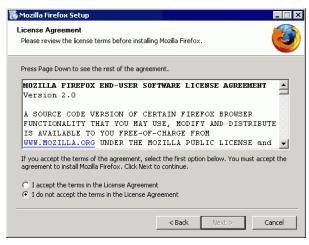 Mozilla Firefox Setup
License Agreement
Please review the license terms before installing Mozilla Firefox.
Press Page Down to see the rest of the agreement.
MOZILLA FIREFOX END-USER SOFTWARE LICENSE AGREEMENT
Version 2.0
A SOURCE CODE VERSION OF CERTAIN FIREFOX BROWSER
FUNCTIONALITY THAT YOU MAY USE, MODIFY AND DISTRIBUTE
IS AVAILABLE TO YOU FREE-OF-CHARGE FROM
WWW.MOZILLA.ORG UNDER THE MOZILLA PUBLIC LICENSE and
If you accept the terms of the agreement, select the first option below. You must accept the
agreement to install Mozilla Firefox. Click Next to continue.
I accept the terms in the License Agreement
I do not accept the terms in the License Agreement
< Back
Next >
Cancel